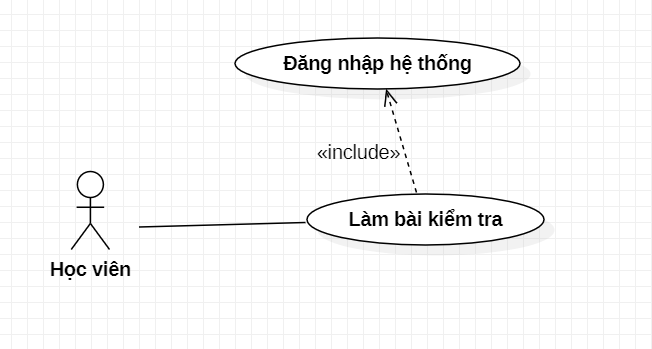 Đăng nhập hệ thống
«include»
Làm bài kiểm tra
Học viên